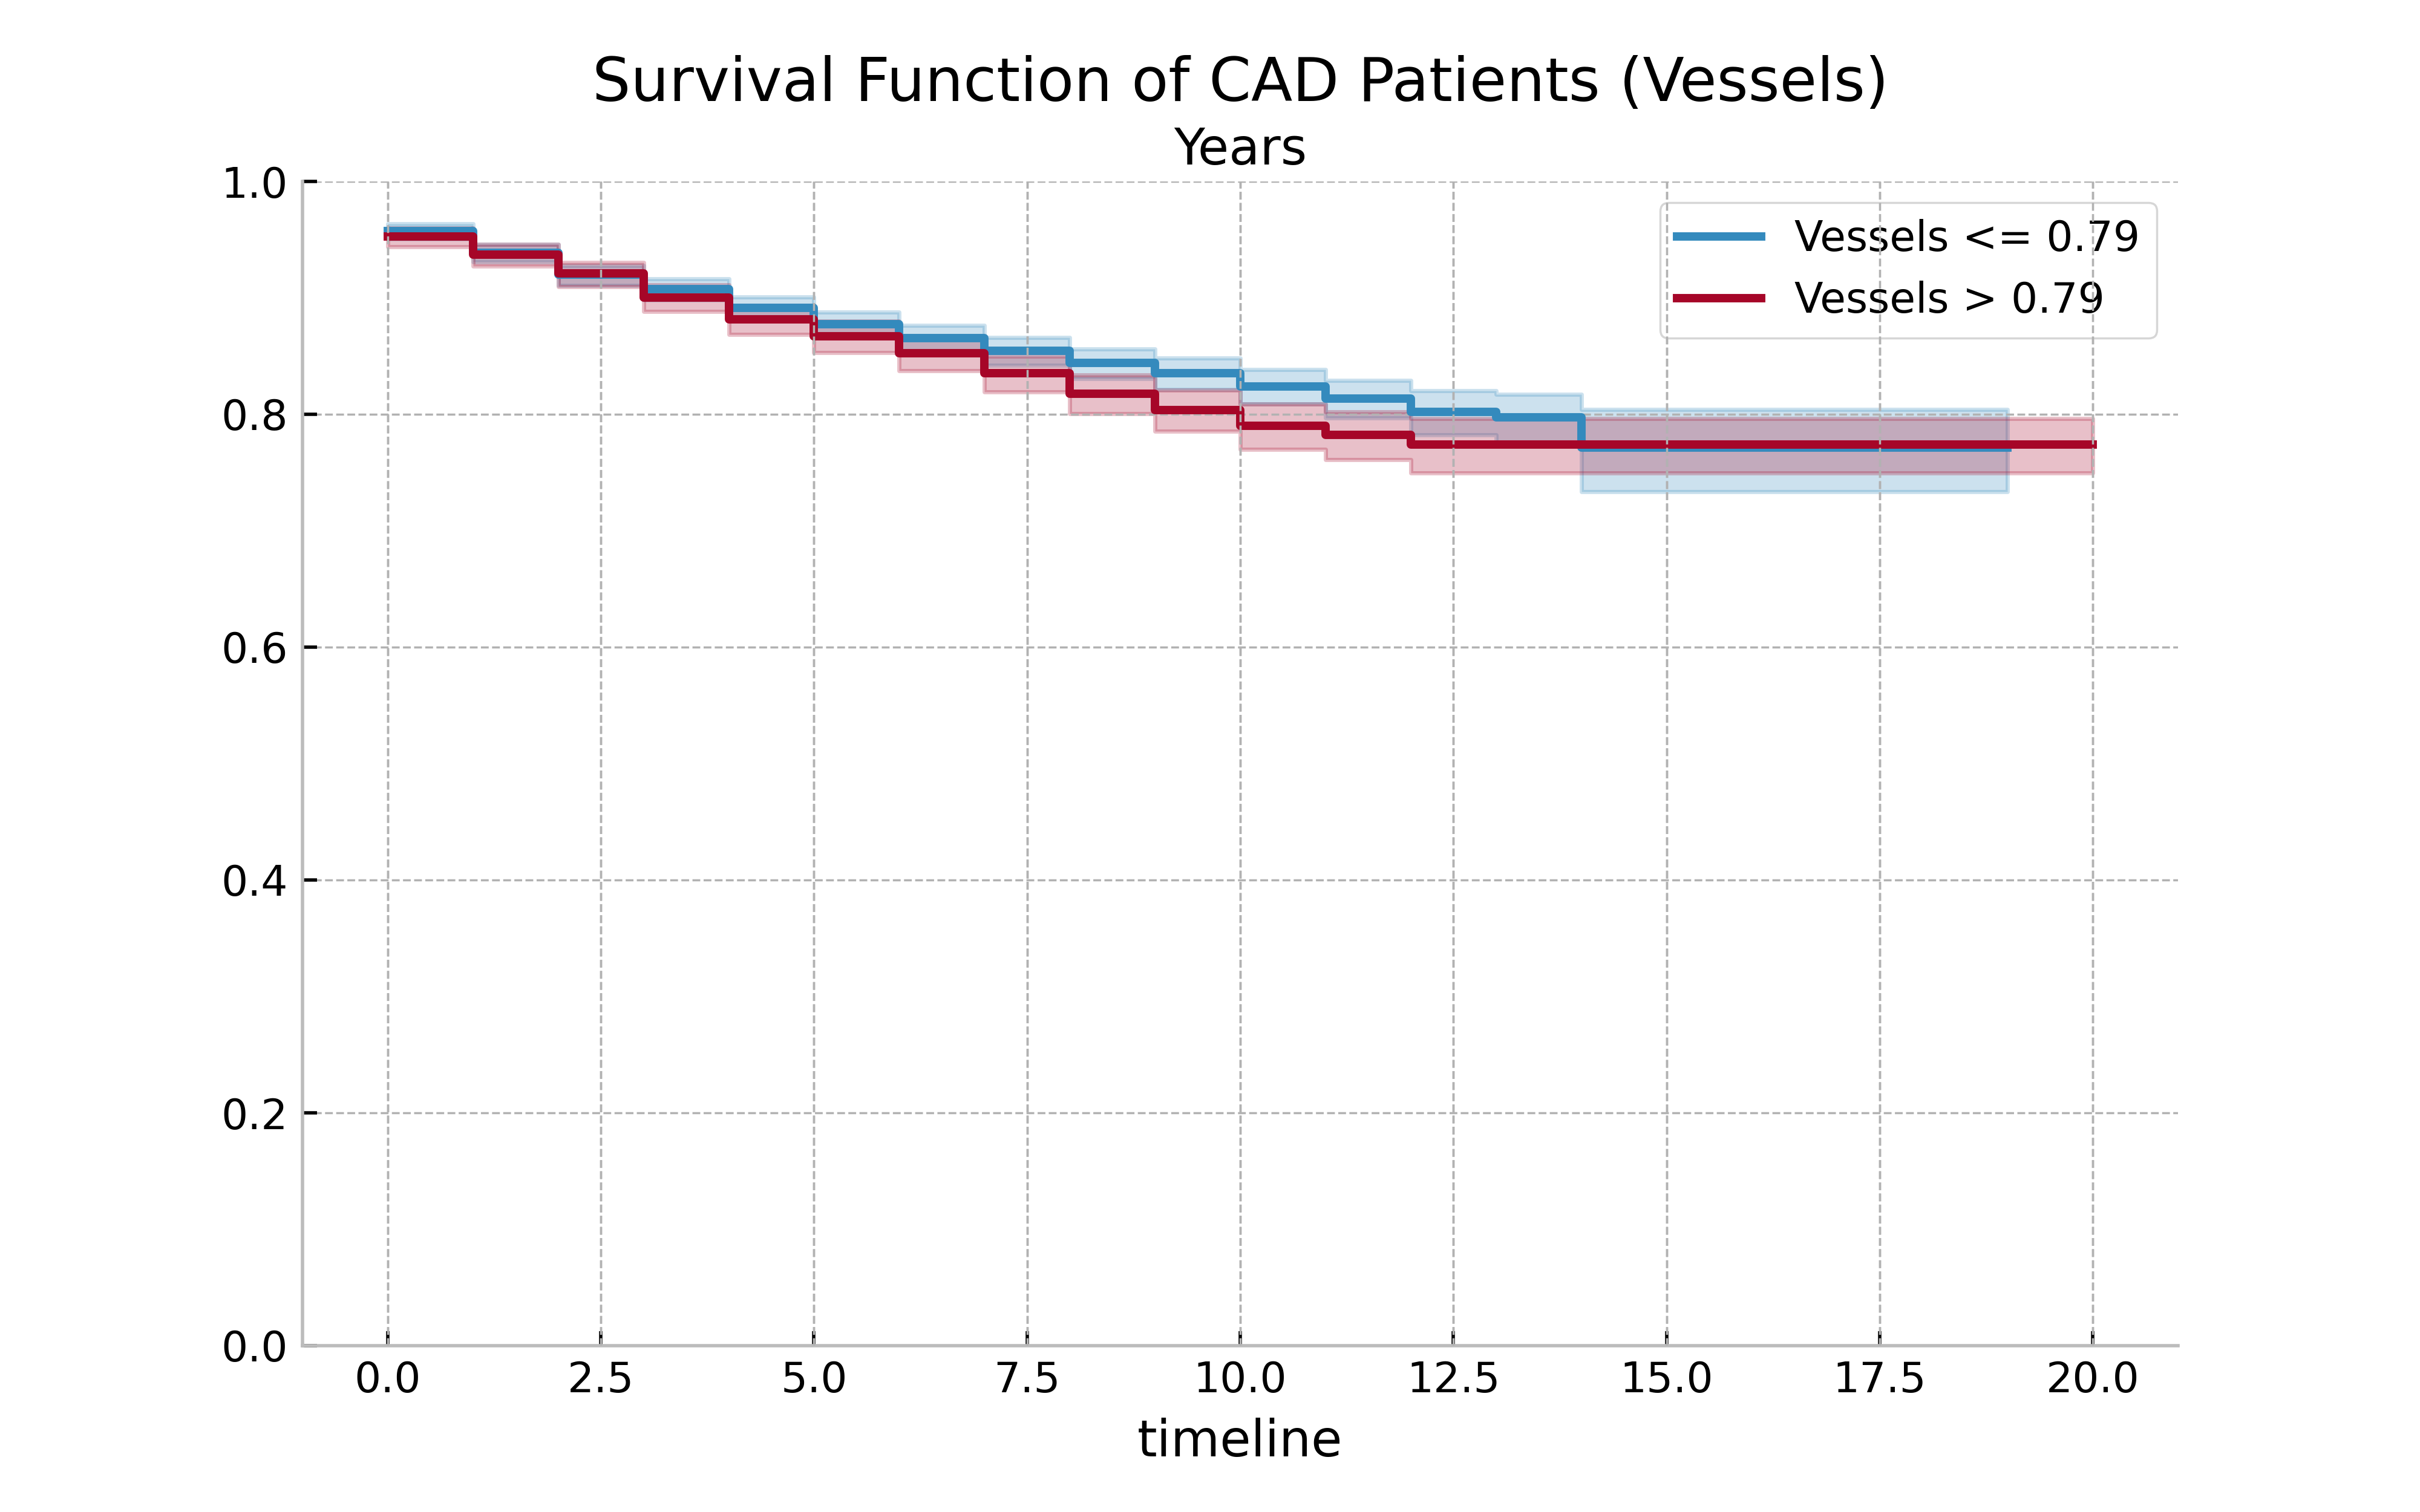 Survival Function of CAD Patients (Vessels)
Years
1.0
0.8
0.6
0.4
0.2
0.0
Vessels <= 0.79
Vessels > 0.79
0.0 2.5 5.0 7.5 10.0 12.5 15.0 17.5 20.0
timeline